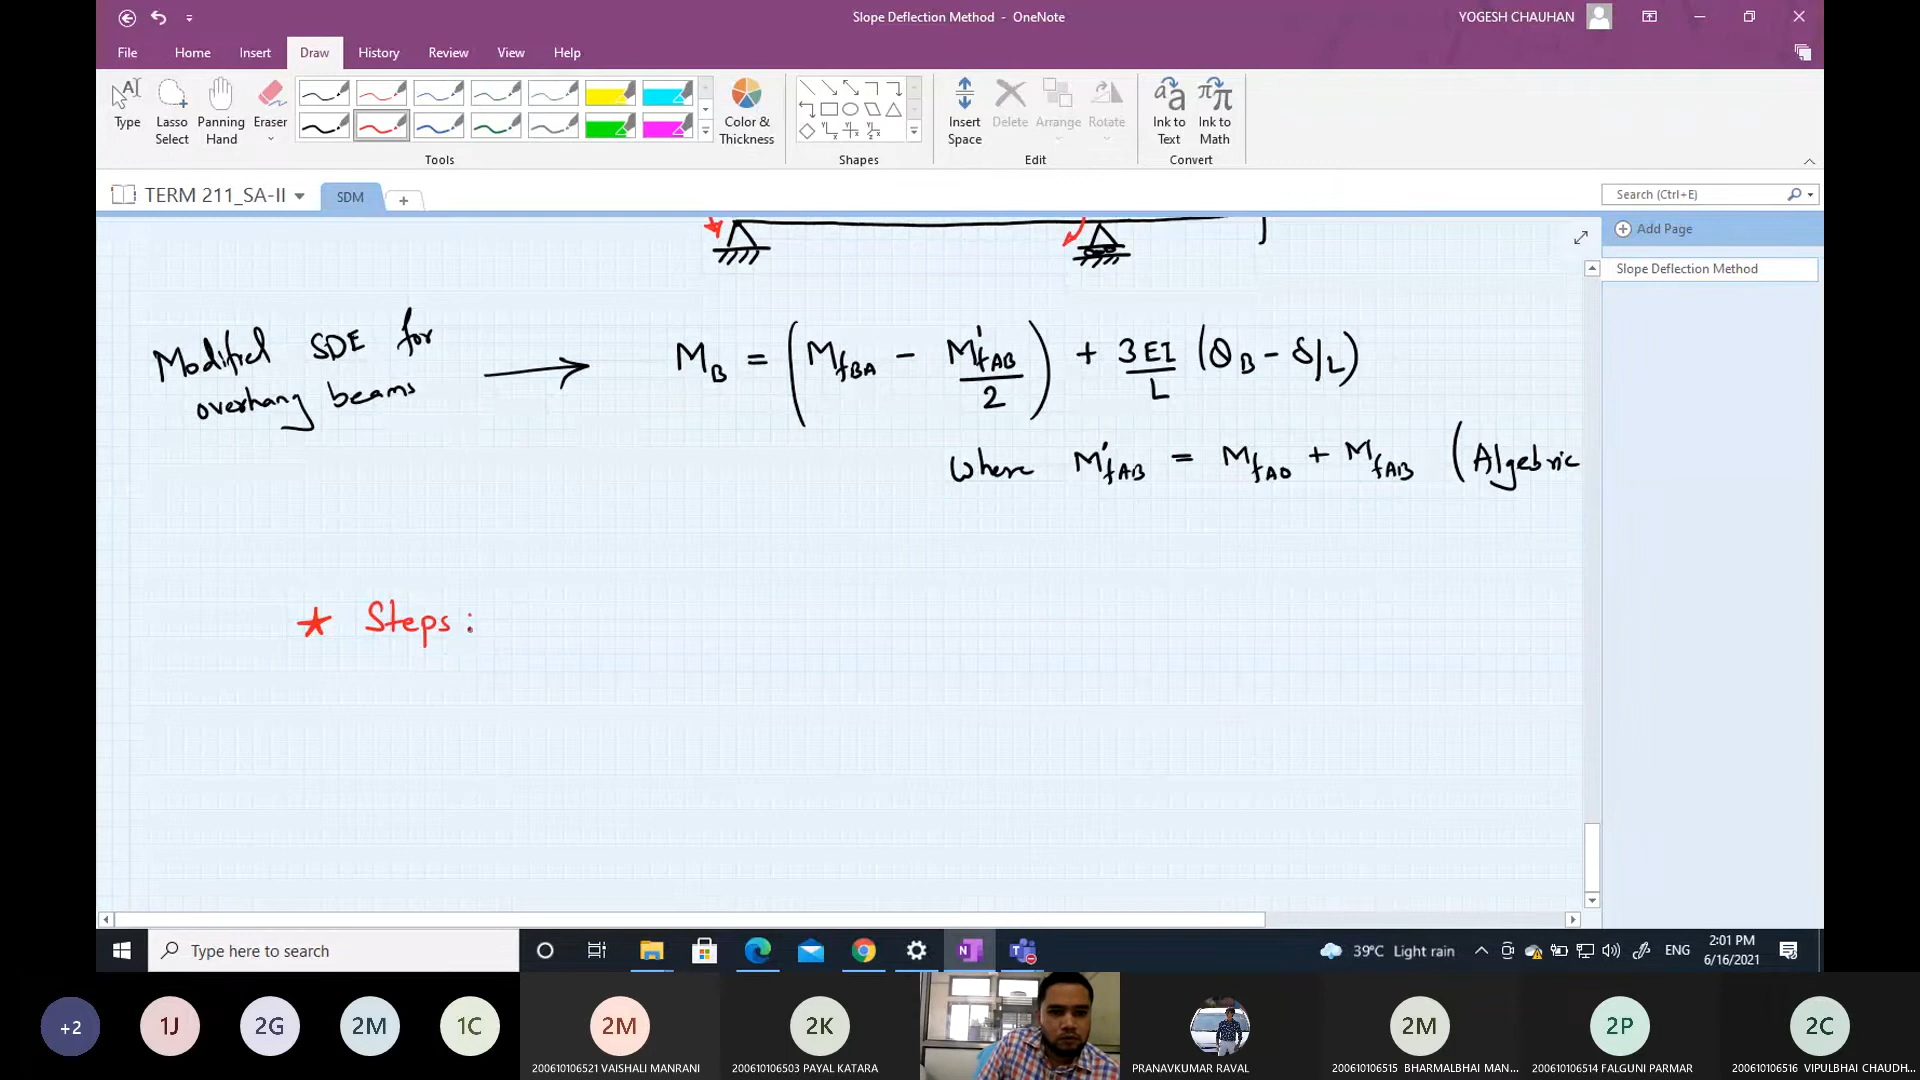 Slope Deflection Method - OneNote
YOGESH CHAUHAN
File Home Insert Draw History Review View Help
Type
Lasso Select
Panning Hand
Eraser
Color & Thickness
Insert Space
Delete
Arrange
Rotate
Ink to Text
Ink to Math
Tools
Shapes
Edit
Convert
TERM 211_SA-II
SDM
Search (Ctrl+E)
Add Page
Slope Deflection Method
Modified SDE for
overhang beams
M_B = (M_fBA - M'_fAB/2) + 3EI/L (θ_B - δ/L)
where M'_fAB = M_fAO + M_fAB (Algebric
★ Steps:
Type here to search
39°C Light rain
ENG
2:01 PM
6/16/2021
+2
1J
2G
2M
1C
2M
200610106521 VAISHALI MANRANI
2K
200610106503 PAYAL KATARA
PRANAVKUMAR RAVAL
2M
200610106515 BHARMALBHAI MAN...
2P
200610106514 FALGUNI PARMAR
2C
200610106516 VIPULBHAI CHAUDH...